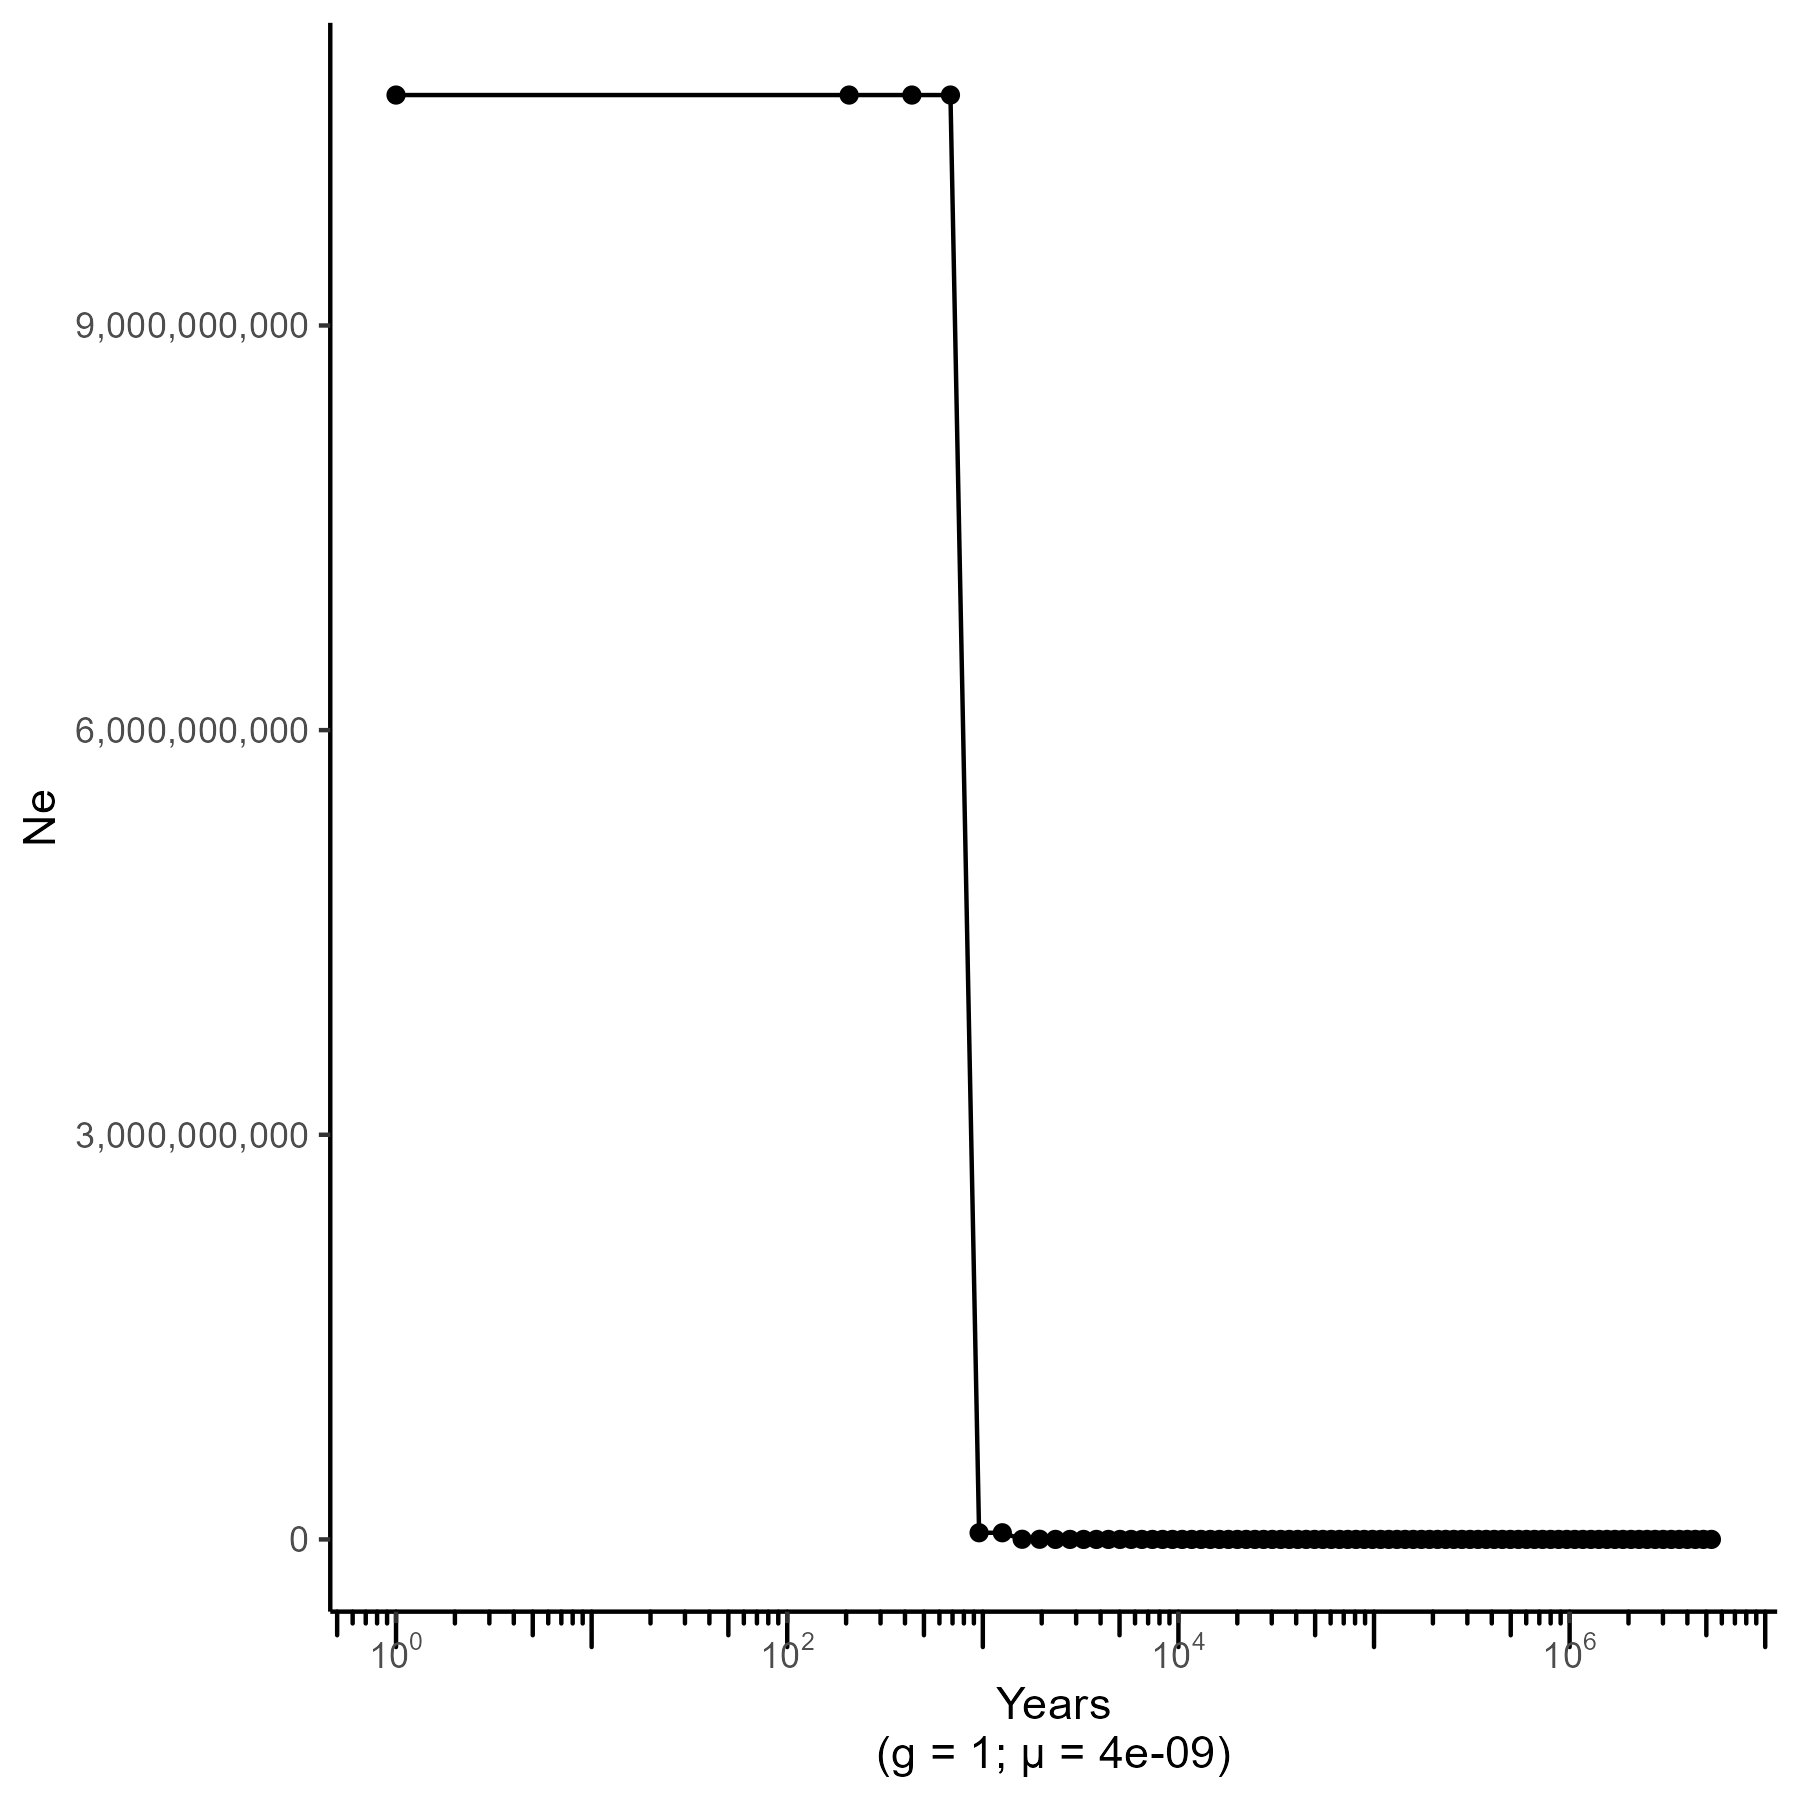 Ne
9,000,000,000
6,000,000,000
3,000,000,000
0
10⁰ 10² 10⁴ 10⁶
Years
(g = 1; μ = 4e-09)